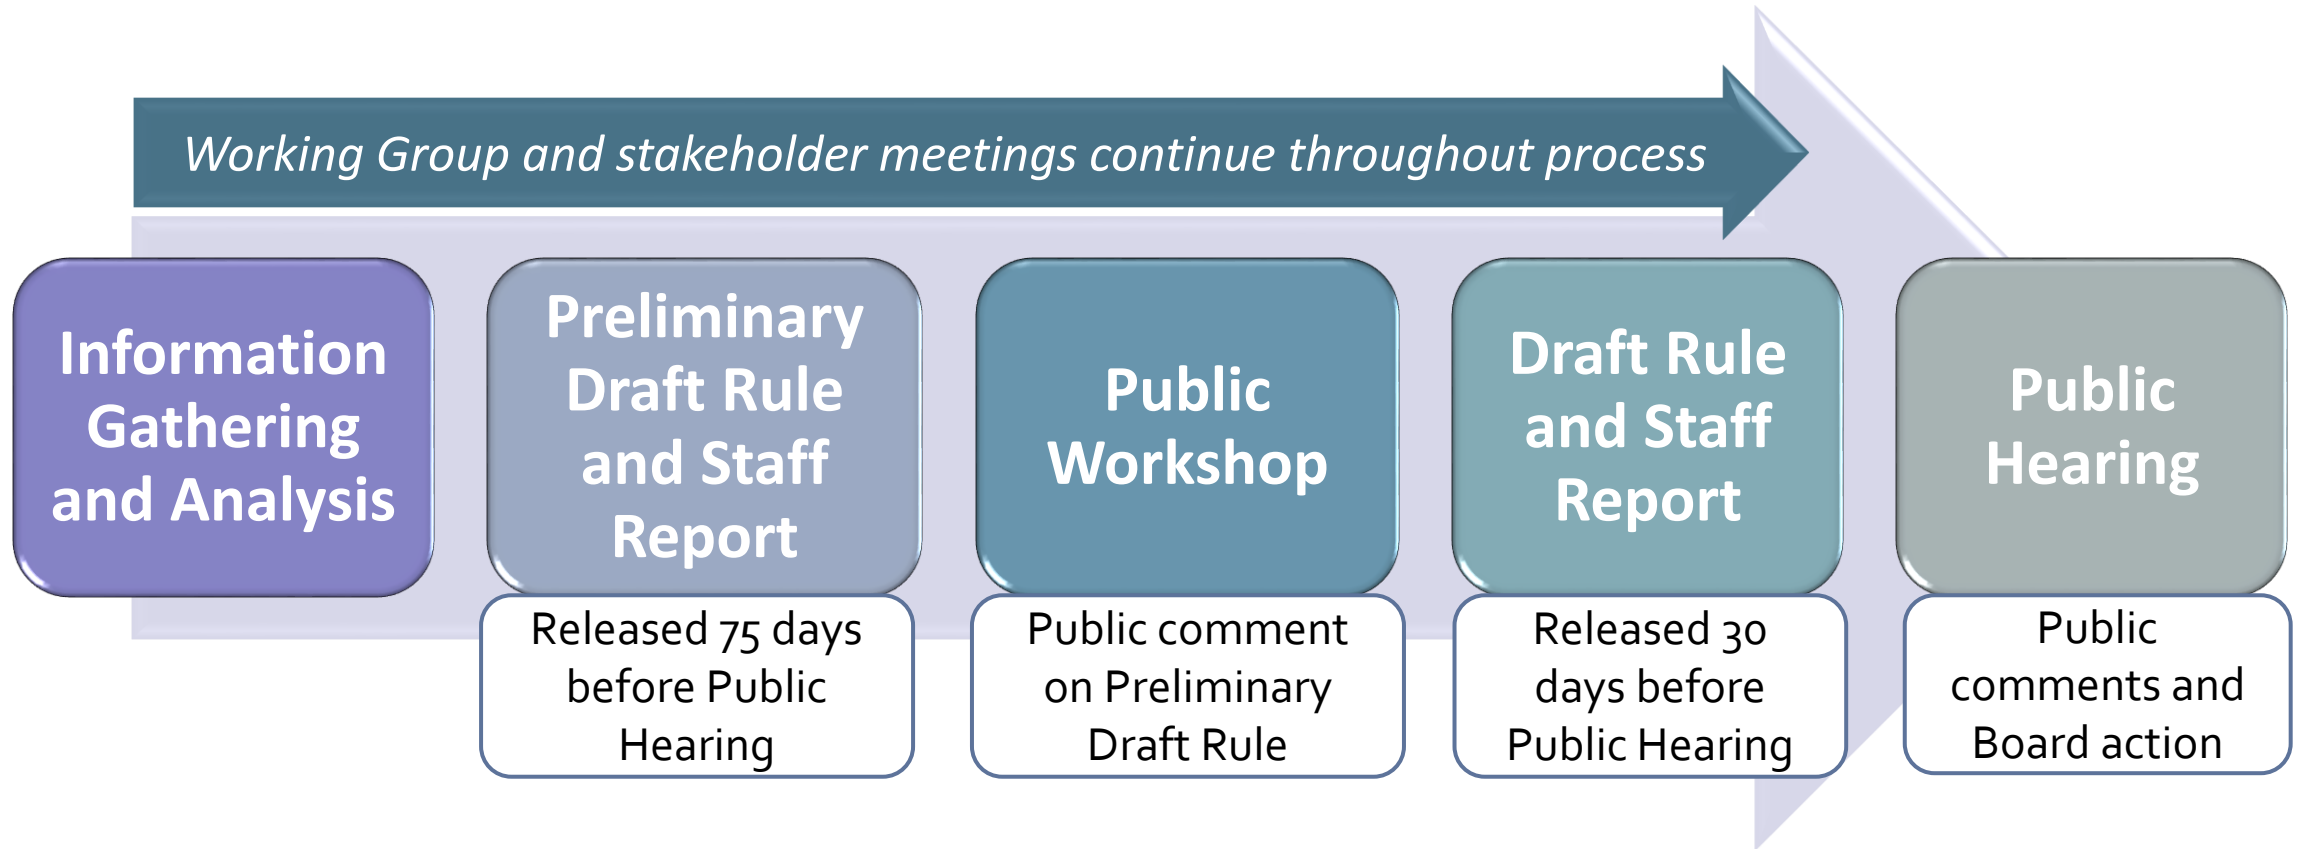 Working Group and stakeholder meetings continue throughout process
Information
Gathering
and Analysis
Preliminary
Draft Rule
and Staff
Report
Released 75 days
before Public
Hearing
Public
Workshop
Public comment
on Preliminary
Draft Rule
Draft Rule
and Staff
Report
Released 30
days before
Public Hearing
Public
Hearing
Public
comments and
Board action